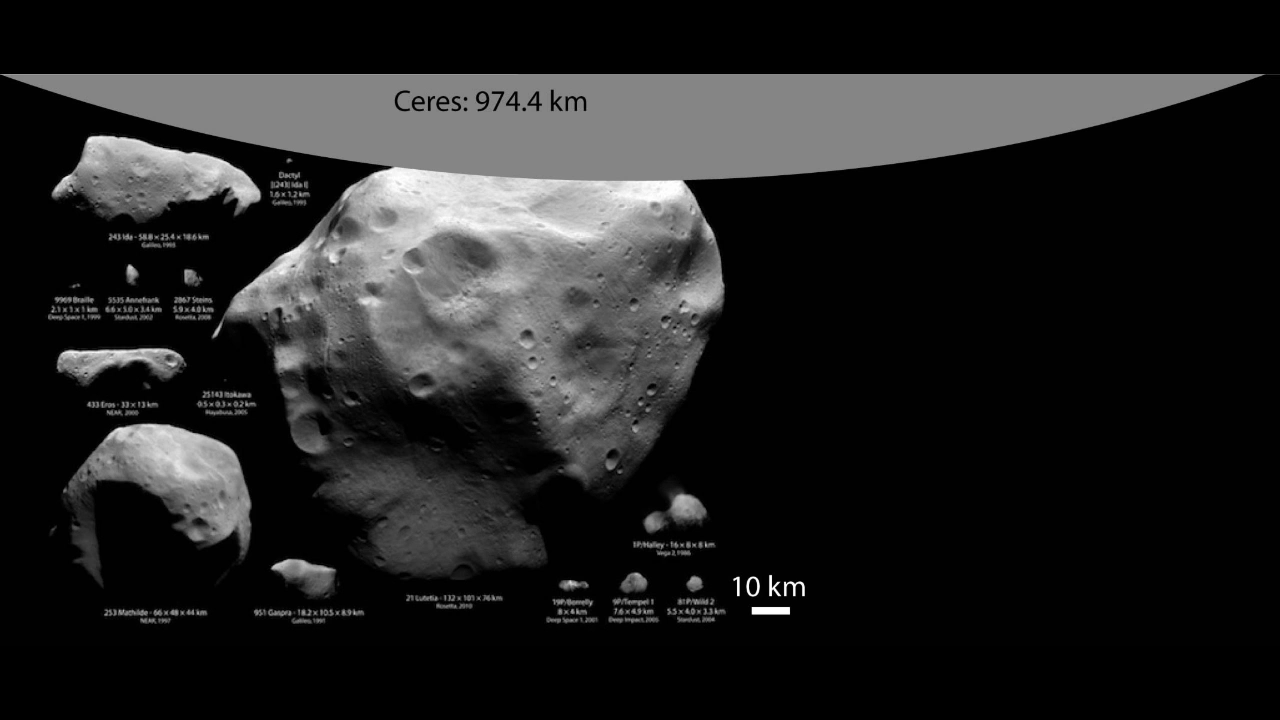 Ceres: 974.4 km
Dactyl
[(243) Ida I]
1.6 × 1.2 km
Galileo, 1993
243 Ida - 58.8 × 25.4 × 18.6 km
Galileo, 1993
9969 Braille
2.1 × 1 × 1 km
Deep Space 1, 1999
5535 Annefrank
6.6 × 5.0 × 3.4 km
Stardust, 2002
2867 Steins
5.9 × 4.0 km
Rosetta, 2008
433 Eros - 33 × 13 km
NEAR, 2000
25143 Itokawa
0.5 × 0.3 × 0.2 km
Hayabusa, 2005
1P/Halley - 16 × 8 × 8 km
Vega 2, 1986
10 km
253 Mathilde - 66 × 48 × 44 km
NEAR, 1997
951 Gaspra - 18.2 × 10.5 × 8.9 km
Galileo, 1991
21 Lutetia - 132 × 101 × 76 km
Rosetta, 2010
19P/Borrelly
8 × 4 km
Deep Space 1, 2001
9P/Tempel 1
7.6 × 4.9 km
Deep Impact, 2005
81P/Wild 2
5.5 × 4.0 × 3.3 km
Stardust, 2004